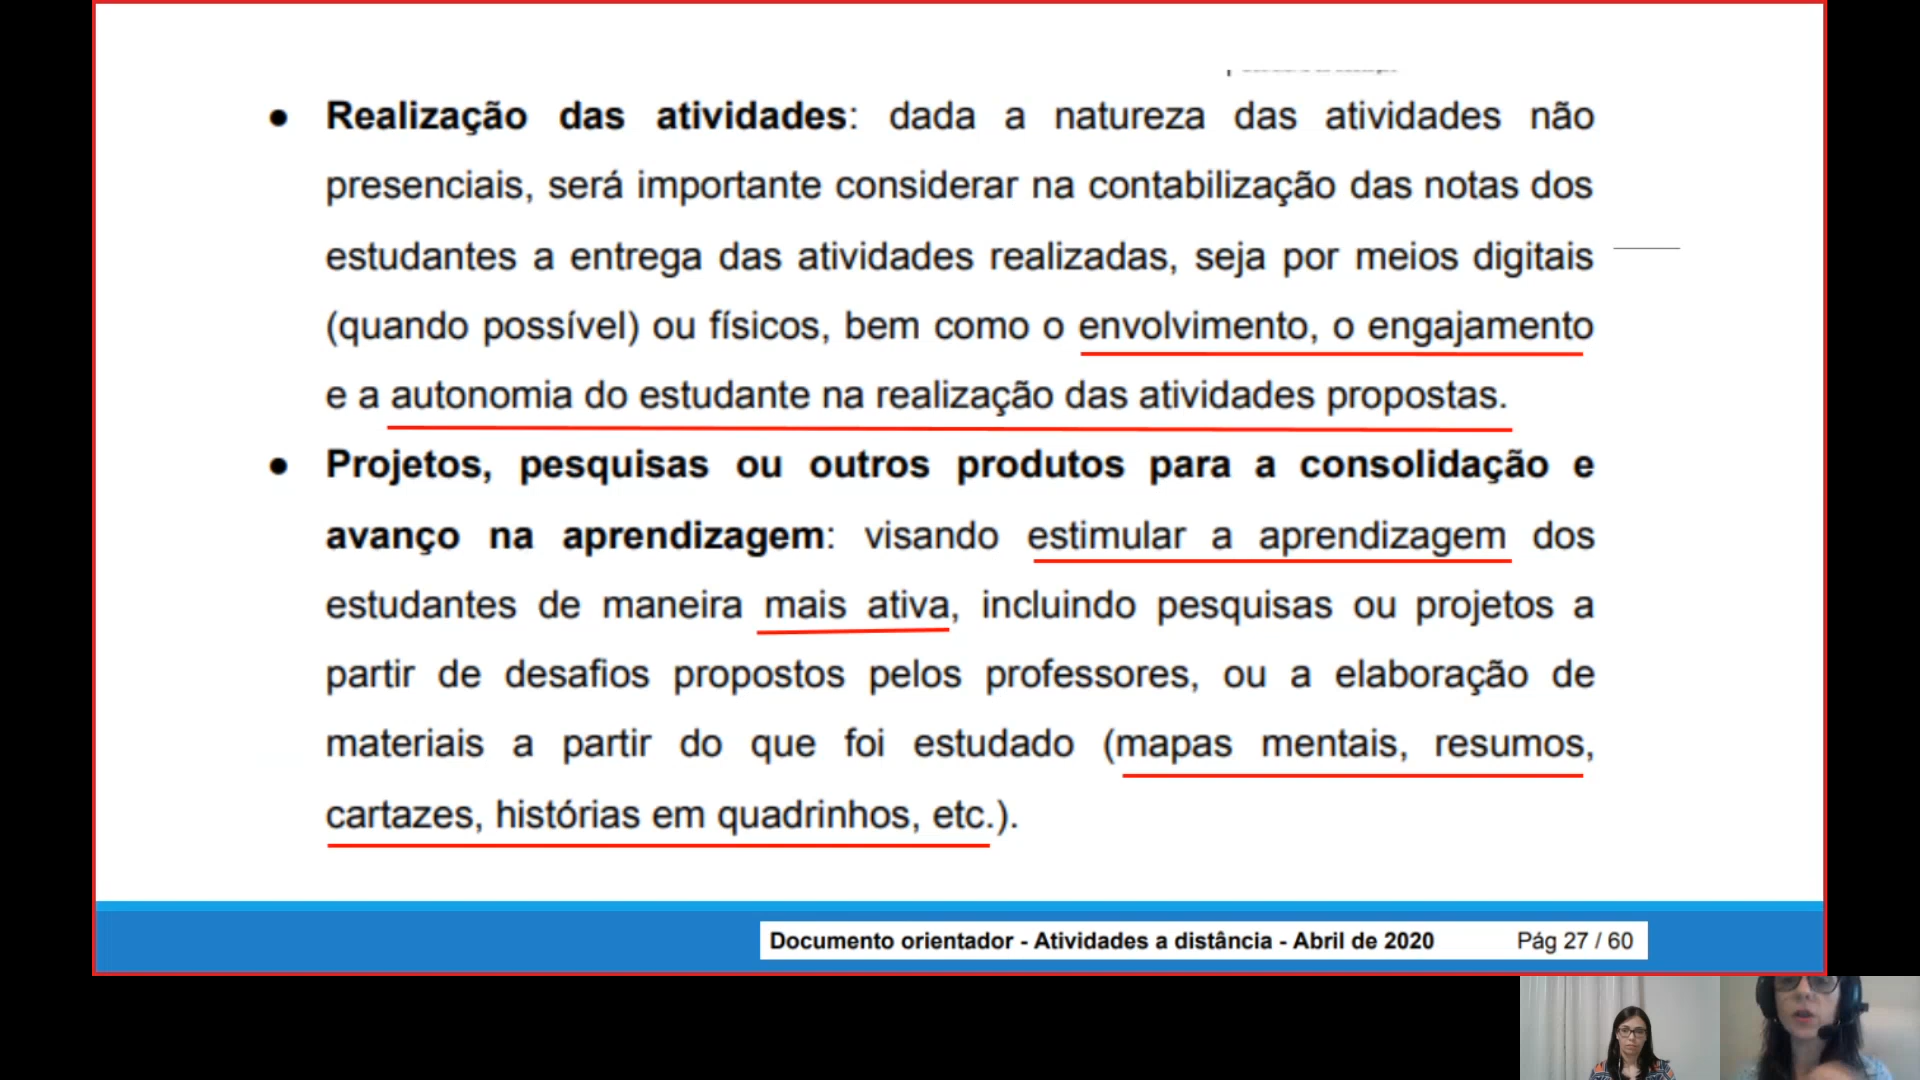 ● Realização das atividades: dada a natureza das atividades não
presenciais, será importante considerar na contabilização das notas dos
estudantes a entrega das atividades realizadas, seja por meios digitais
(quando possível) ou físicos, bem como o envolvimento, o engajamento
e a autonomia do estudante na realização das atividades propostas.
● Projetos, pesquisas ou outros produtos para a consolidação e
avanço na aprendizagem: visando estimular a aprendizagem dos
estudantes de maneira mais ativa, incluindo pesquisas ou projetos a
partir de desafios propostos pelos professores, ou a elaboração de
materiais a partir do que foi estudado (mapas mentais, resumos,
cartazes, histórias em quadrinhos, etc.).
Documento orientador - Atividades a distância - Abril de 2020 Pág 27 / 60